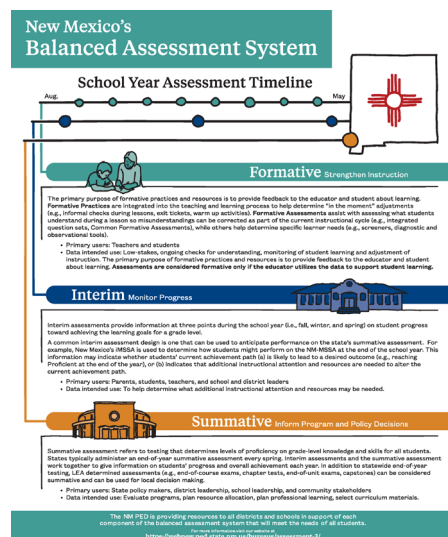 New Mexico's
Balanced Assessment System
School Year Assessment Timeline
Aug.
May
Formative Strengthen Instruction
The primary purpose of formative practices and resources is to provide feedback to the educator and student about learning.
Formative Practices are integrated into the teaching and learning process to help determine "in the moment" adjustments
(e.g., informal checks during lessons, exit tickets, warm up activities). Formative Assessments assist with assessing what students
understand during a lesson so misunderstandings can be corrected as part of the current instructional cycle (e.g., integrated
question sets, Common Formative Assessments), while others help determine specific learner needs (e.g., screeners, diagnostic and
observational tools).
• Primary users: Teachers and students
• Data intended use: Low-stakes, ongoing checks for understanding, monitoring of student learning and adjustment of
instruction. The primary purpose of formative practices and resources is to provide feedback to the educator and student
about learning. Assessments are considered formative only if the educator utilizes the data to support student learning.
Interim Monitor Progress
Interim assessments provide information at three points during the school year (i.e., fall, winter, and spring) on student progress
toward achieving the learning goals for a grade level.
A common interim assessment design is one that can be used to anticipate performance on the state's summative assessment. For
example, New Mexico's iMSSA is used to determine how students might perform on the NM-MSSA at the end of the school year. This
information may indicate whether students' current achievement path (a) is likely to lead to a desired outcome (e.g., reaching
Proficient at the end of the year), or (b) indicates that additional instructional attention and resources are needed to alter the
current achievement path.
• Primary users: Parents, students, teachers, and school and district leaders
• Data intended use: To help determine what additional instructional attention and resources may be needed.
Summative Inform Program and Policy Decisions
Summative assessment refers to testing that determines levels of proficiency on grade-level knowledge and skills for all students.
States typically administer an end-of-year summative assessment every spring. Interim assessments and the summative assessment
work together to give information on students' progress and overall achievement each year. In addition to statewide end-of-year
testing, LEA determined assessments (e.g., end-of-course exams, chapter tests, end-of-unit exams, capstones) can be considered
summative and can be used for local decision making.
• Primary users: State policy makers, district leadership, school leadership, and community stakeholders
• Data intended use: Evaluate programs, plan resource allocation, plan professional learning, select curriculum materials.
The NM PED is providing resources to all districts and schools in support of each
component of the balanced assessment system that will meet the needs of all students.
For more information visit our website at